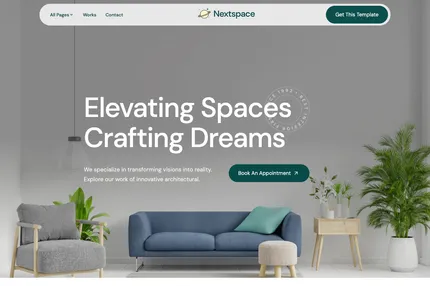 All Pages
Works
Contact
Nextspace
Get This Template
Elevating Spaces
Crafting Dreams
We specialize in transforming visions into reality.
Explore our work of innovative architectural.
Book An Appointment